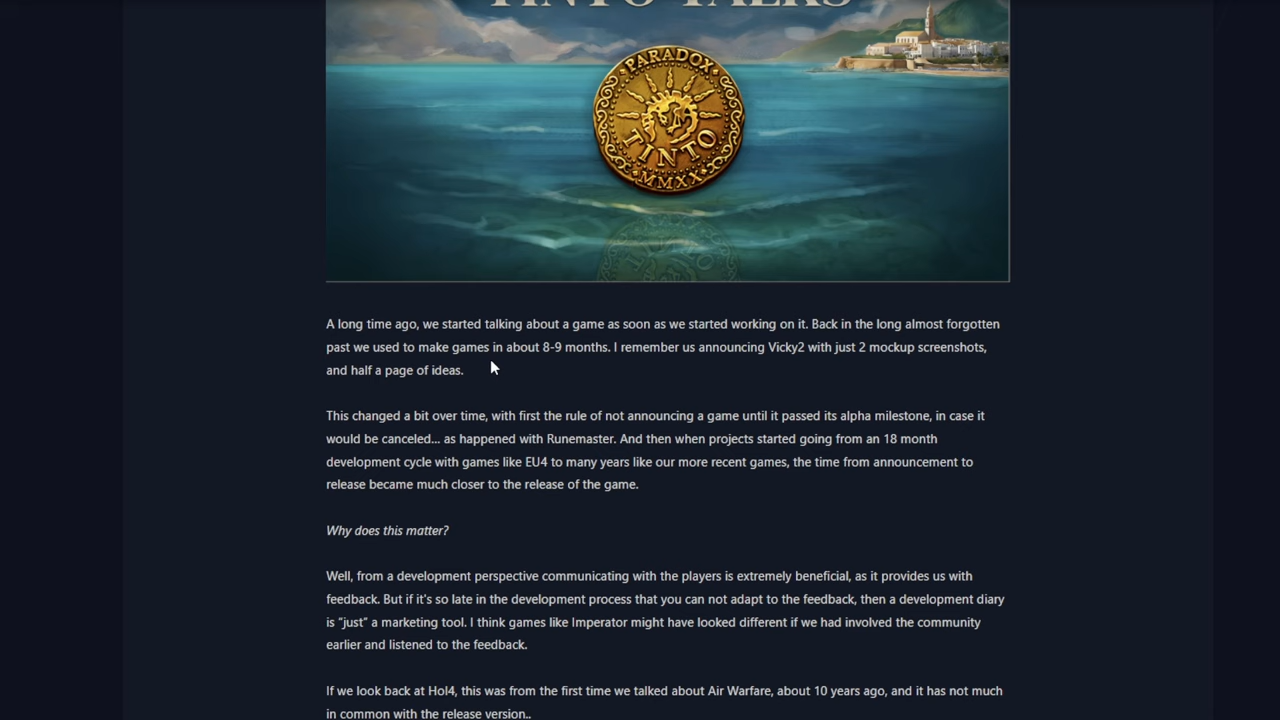 TINTO TALKS
PARADOX
TINTO
MMXX
A long time ago, we started talking about a game as soon as we started working on it. Back in the long almost forgotten
past we used to make games in about 8-9 months. I remember us announcing Vicky2 with just 2 mockup screenshots,
and half a page of ideas.
This changed a bit over time, with first the rule of not announcing a game until it passed its alpha milestone, in case it
would be canceled... as happened with Runemaster. And then when projects started going from an 18 month
development cycle with games like EU4 to many years like our more recent games, the time from announcement to
release became much closer to the release of the game.
Why does this matter?
Well, from a development perspective communicating with the players is extremely beneficial, as it provides us with
feedback. But if it's so late in the development process that you can not adapt to the feedback, then a development diary
is “just” a marketing tool. I think games like Imperator might have looked different if we had involved the community
earlier and listened to the feedback.
If we look back at HoI4, this was from the first time we talked about Air Warfare, about 10 years ago, and it has not much
in common with the release version..